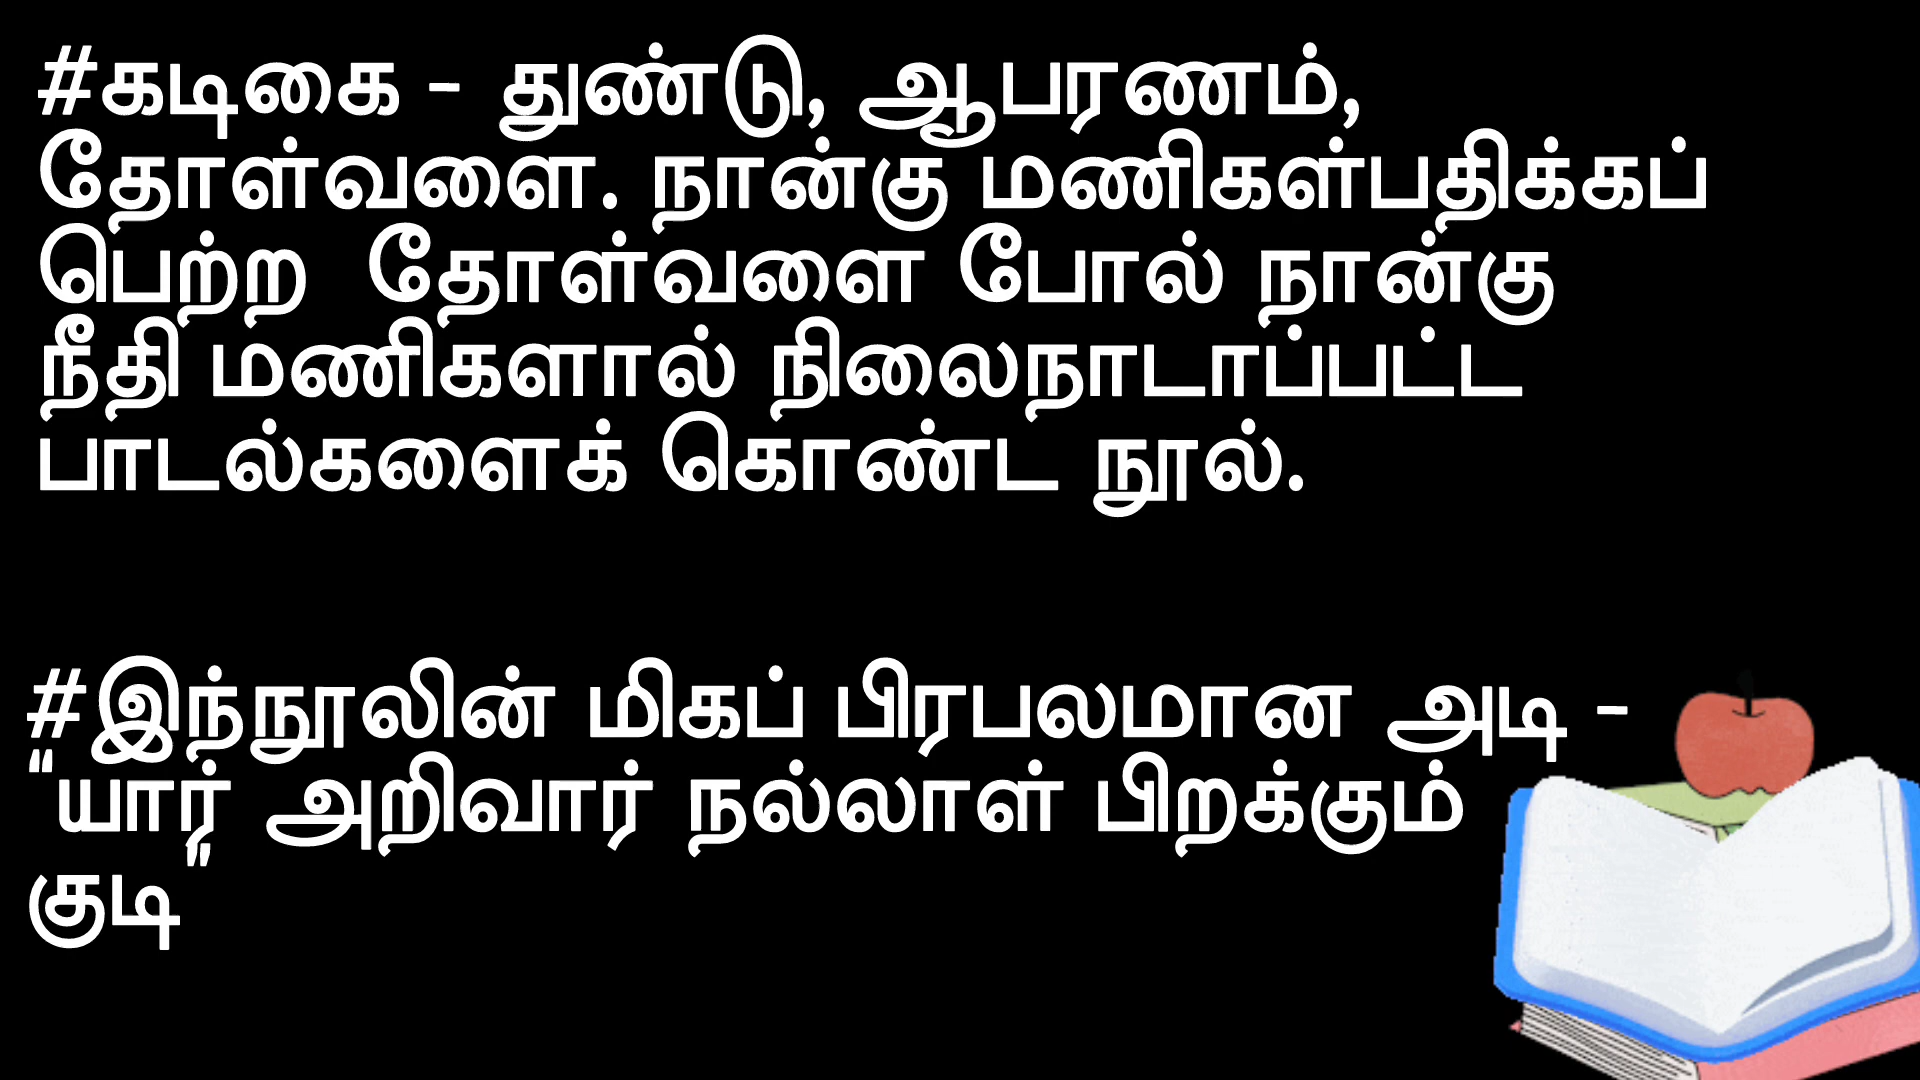 #கடிகை - துண்டு, ஆபரணம்,
தோள்வளை. நான்கு மணிகள்பதிக்கப்
பெற்ற தோள்வளை போல் நான்கு
நீதி மணிகளால் நிலைநாடாப்பட்ட
பாடல்களைக் கொண்ட நூல்.
#இந்நூலின் மிகப் பிரபலமான அடி -
“யார் அறிவார் நல்லாள் பிறக்கும்
குடி”